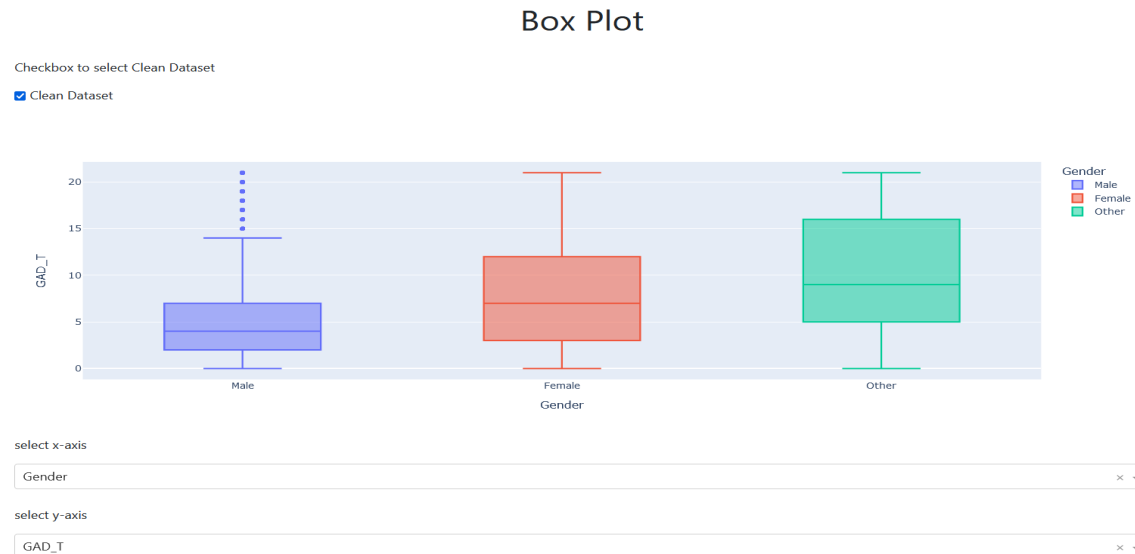 Box Plot
Checkbox to select Clean Dataset
Clean Dataset
Gender
Male
Female
Other
20
15
10
5
0
GAD_T
Male Female Other
Gender
select x-axis
Gender
select y-axis
GAD_T